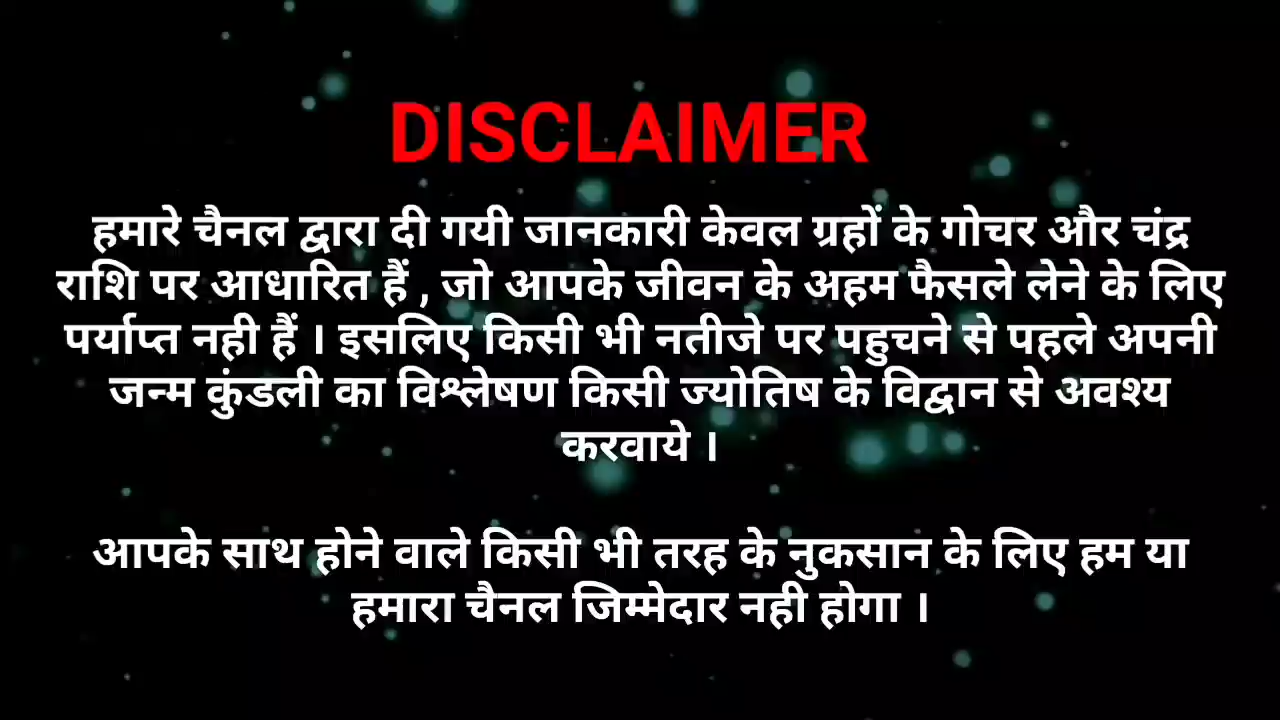 DISCLAIMER
हमारे चैनल द्वारा दी गयी जानकारी केवल ग्रहों के गोचर और चंद्र
राशि पर आधारित हैं , जो आपके जीवन के अहम फैसले लेने के लिए
पर्याप्त नही हैं । इसलिए किसी भी नतीजे पर पहुचने से पहले अपनी
जन्म कुंडली का विश्लेषण किसी ज्योतिष के विद्वान से अवश्य
करवाये ।
आपके साथ होने वाले किसी भी तरह के नुकसान के लिए हम या
हमारा चैनल जिम्मेदार नही होगा ।